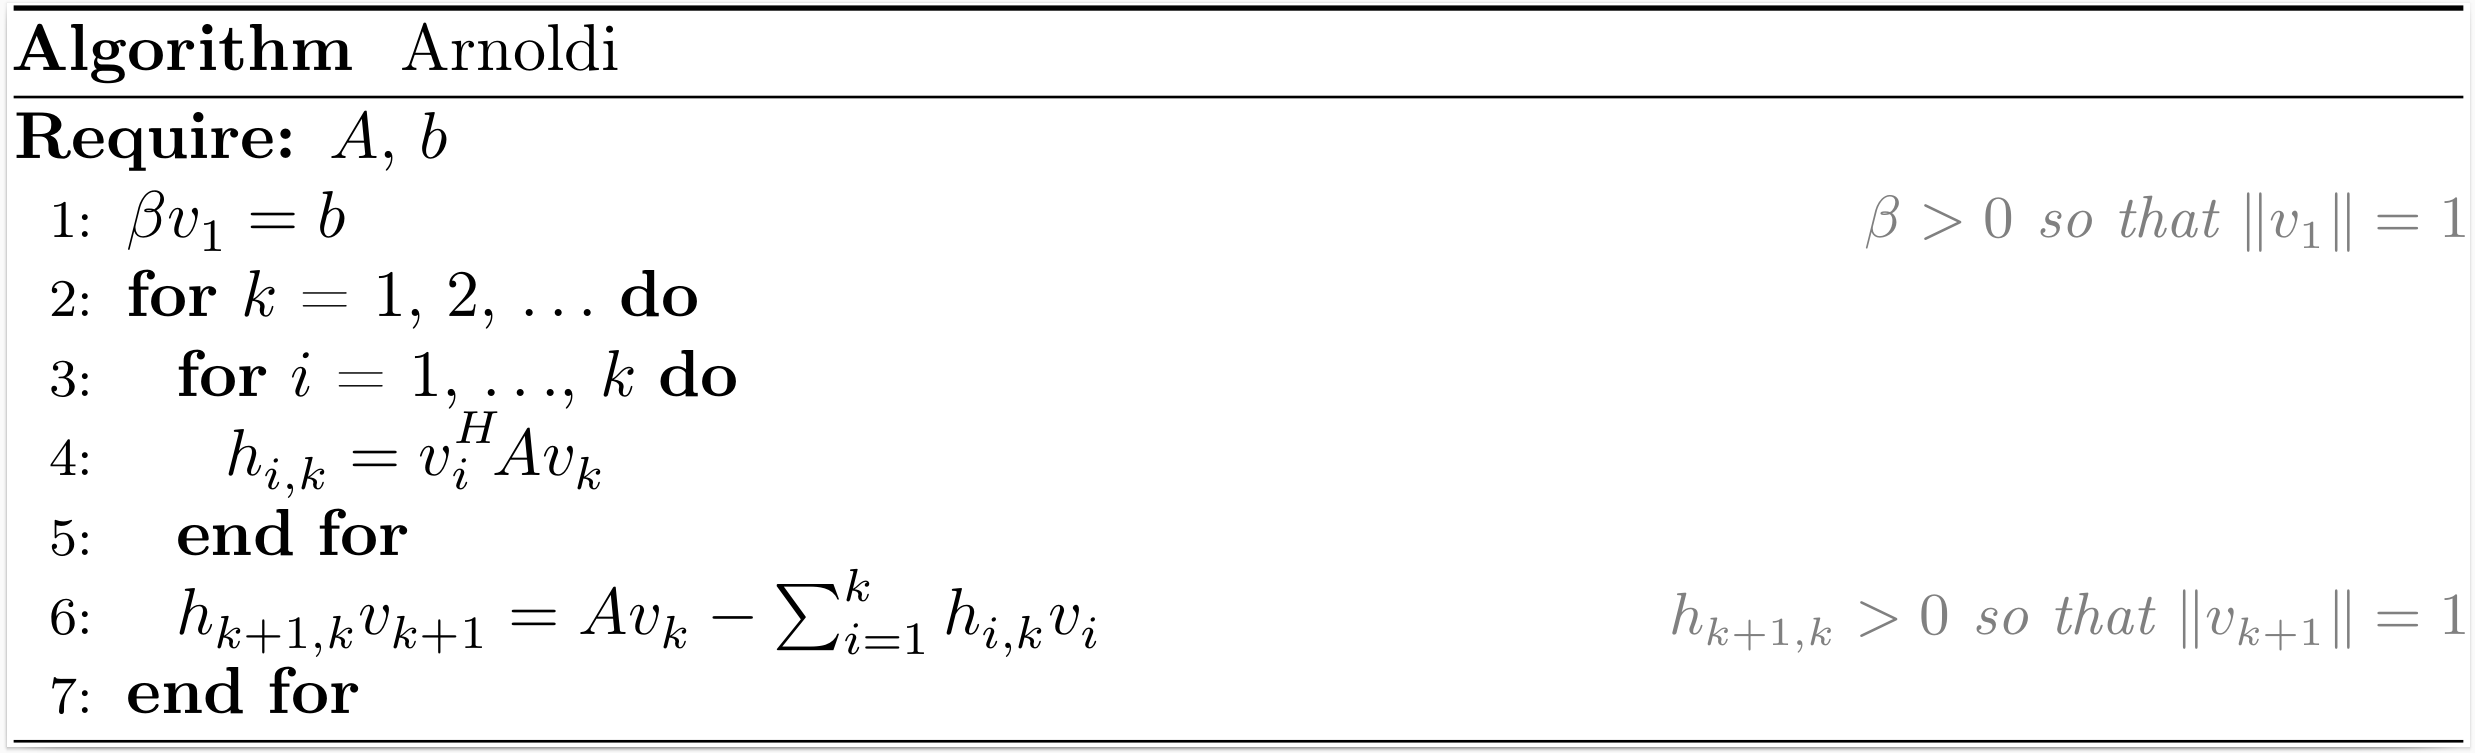 Algorithm Arnoldi
Require: A, b
1: βv₁ = b β > 0 so that ‖v₁‖ = 1
2: for k = 1, 2, … do
3: for i = 1, …, k do
4: h_{i,k} = v_i^H Av_k
5: end for
6: h_{k+1,k}v_{k+1} = Av_k − ∑_{i=1}^k h_{i,k}v_i h_{k+1,k} > 0 so that ‖v_{k+1}‖ = 1
7: end for